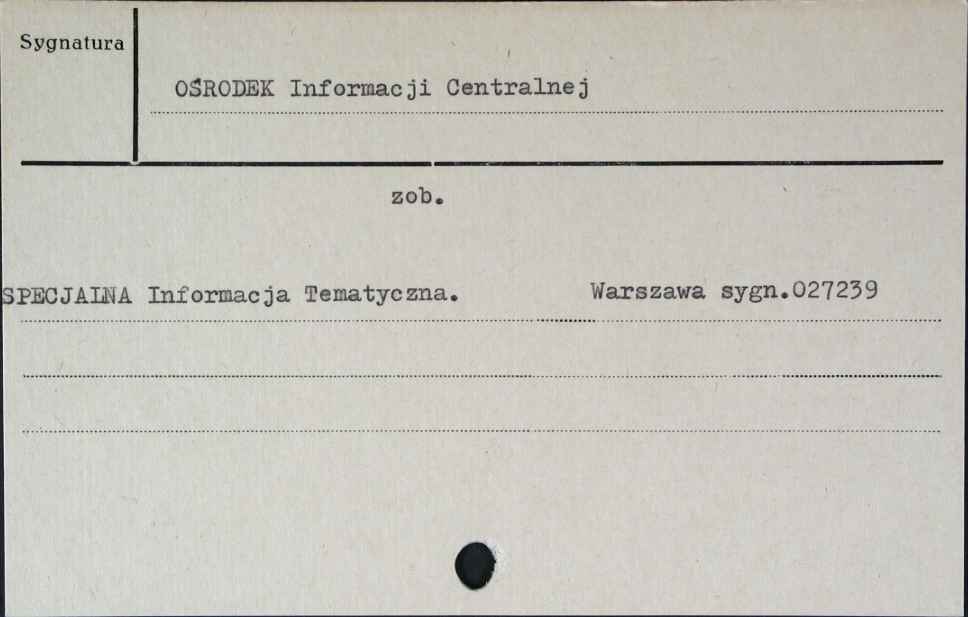 Sygnatura
OŚRODEK Informacji Centralnej
zob.
SPECJALNA Informacja Tematyczna. Warszawa sygn.027239